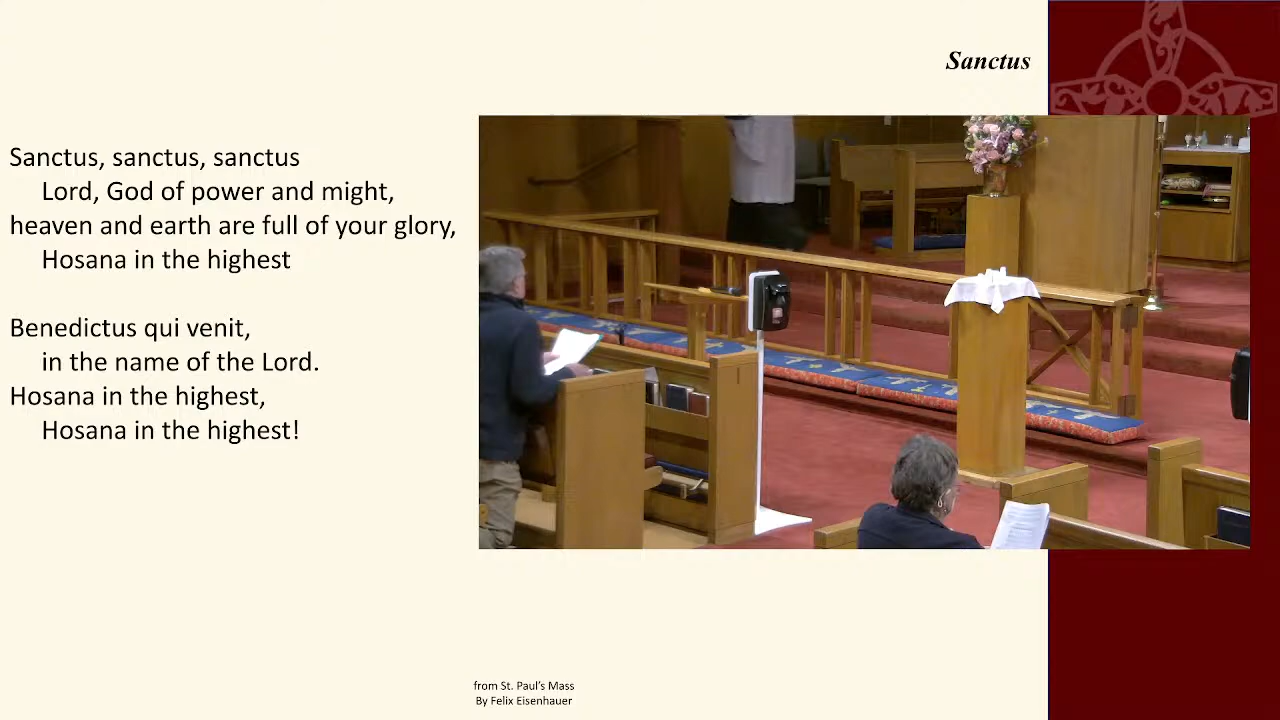 Sanctus
Sanctus, sanctus, sanctus
Lord, God of power and might,
heaven and earth are full of your glory,
Hosana in the highest
Benedictus qui venit,
in the name of the Lord.
Hosana in the highest,
Hosana in the highest!
from St. Paul's Mass
By Felix Eisenhauer